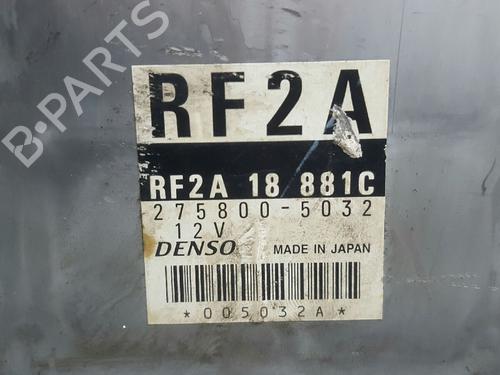 RF2A
RF2A 18 881C
275800-5032
12V
DENSO MADE IN JAPAN
*005032A*
B-PARTS